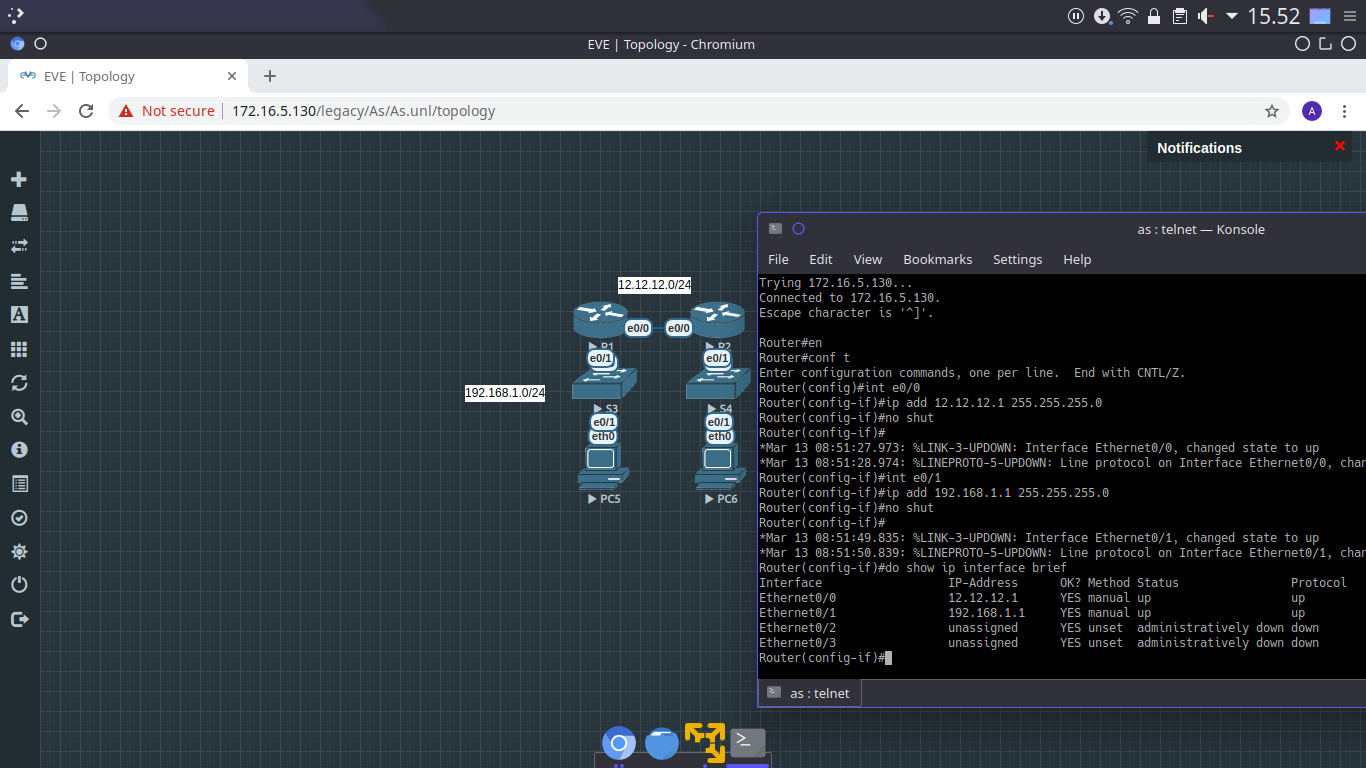 15.52
EVE | Topology - Chromium
EVE | Topology
Not secure
172.16.5.130/legacy/As/As.unl/topology
A
Notifications
12.12.12.0/24
e0/0
e0/0
R1
R2
e0/1
e0/1
192.168.1.0/24
S3
S4
e0/1
e0/1
eth0
eth0
PC5
PC6
as : telnet — Konsole
File Edit View Bookmarks Settings Help
Trying 172.16.5.130...
Connected to 172.16.5.130.
Escape character is '^]'.
Router#en
Router#conf t
Enter configuration commands, one per line.  End with CNTL/Z.
Router(config)#int e0/0
Router(config-if)#ip add 12.12.12.1 255.255.255.0
Router(config-if)#no shut
Router(config-if)#
*Mar 13 08:51:27.973: %LINK-3-UPDOWN: Interface Ethernet0/0, changed state to up
*Mar 13 08:51:28.974: %LINEPROTO-5-UPDOWN: Line protocol on Interface Ethernet0/0, chan
Router(config-if)#int e0/1
Router(config-if)#ip add 192.168.1.1 255.255.255.0
Router(config-if)#no shut
Router(config-if)#
*Mar 13 08:51:49.835: %LINK-3-UPDOWN: Interface Ethernet0/1, changed state to up
*Mar 13 08:51:50.839: %LINEPROTO-5-UPDOWN: Line protocol on Interface Ethernet0/1, chan
Router(config-if)#do show ip interface brief
Interface                  IP-Address      OK? Method Status                Protocol
Ethernet0/0                12.12.12.1      YES manual up                    up
Ethernet0/1                192.168.1.1     YES manual up                    up
Ethernet0/2                unassigned      YES unset  administratively down down
Ethernet0/3                unassigned      YES unset  administratively down down
Router(config-if)#
as : telnet